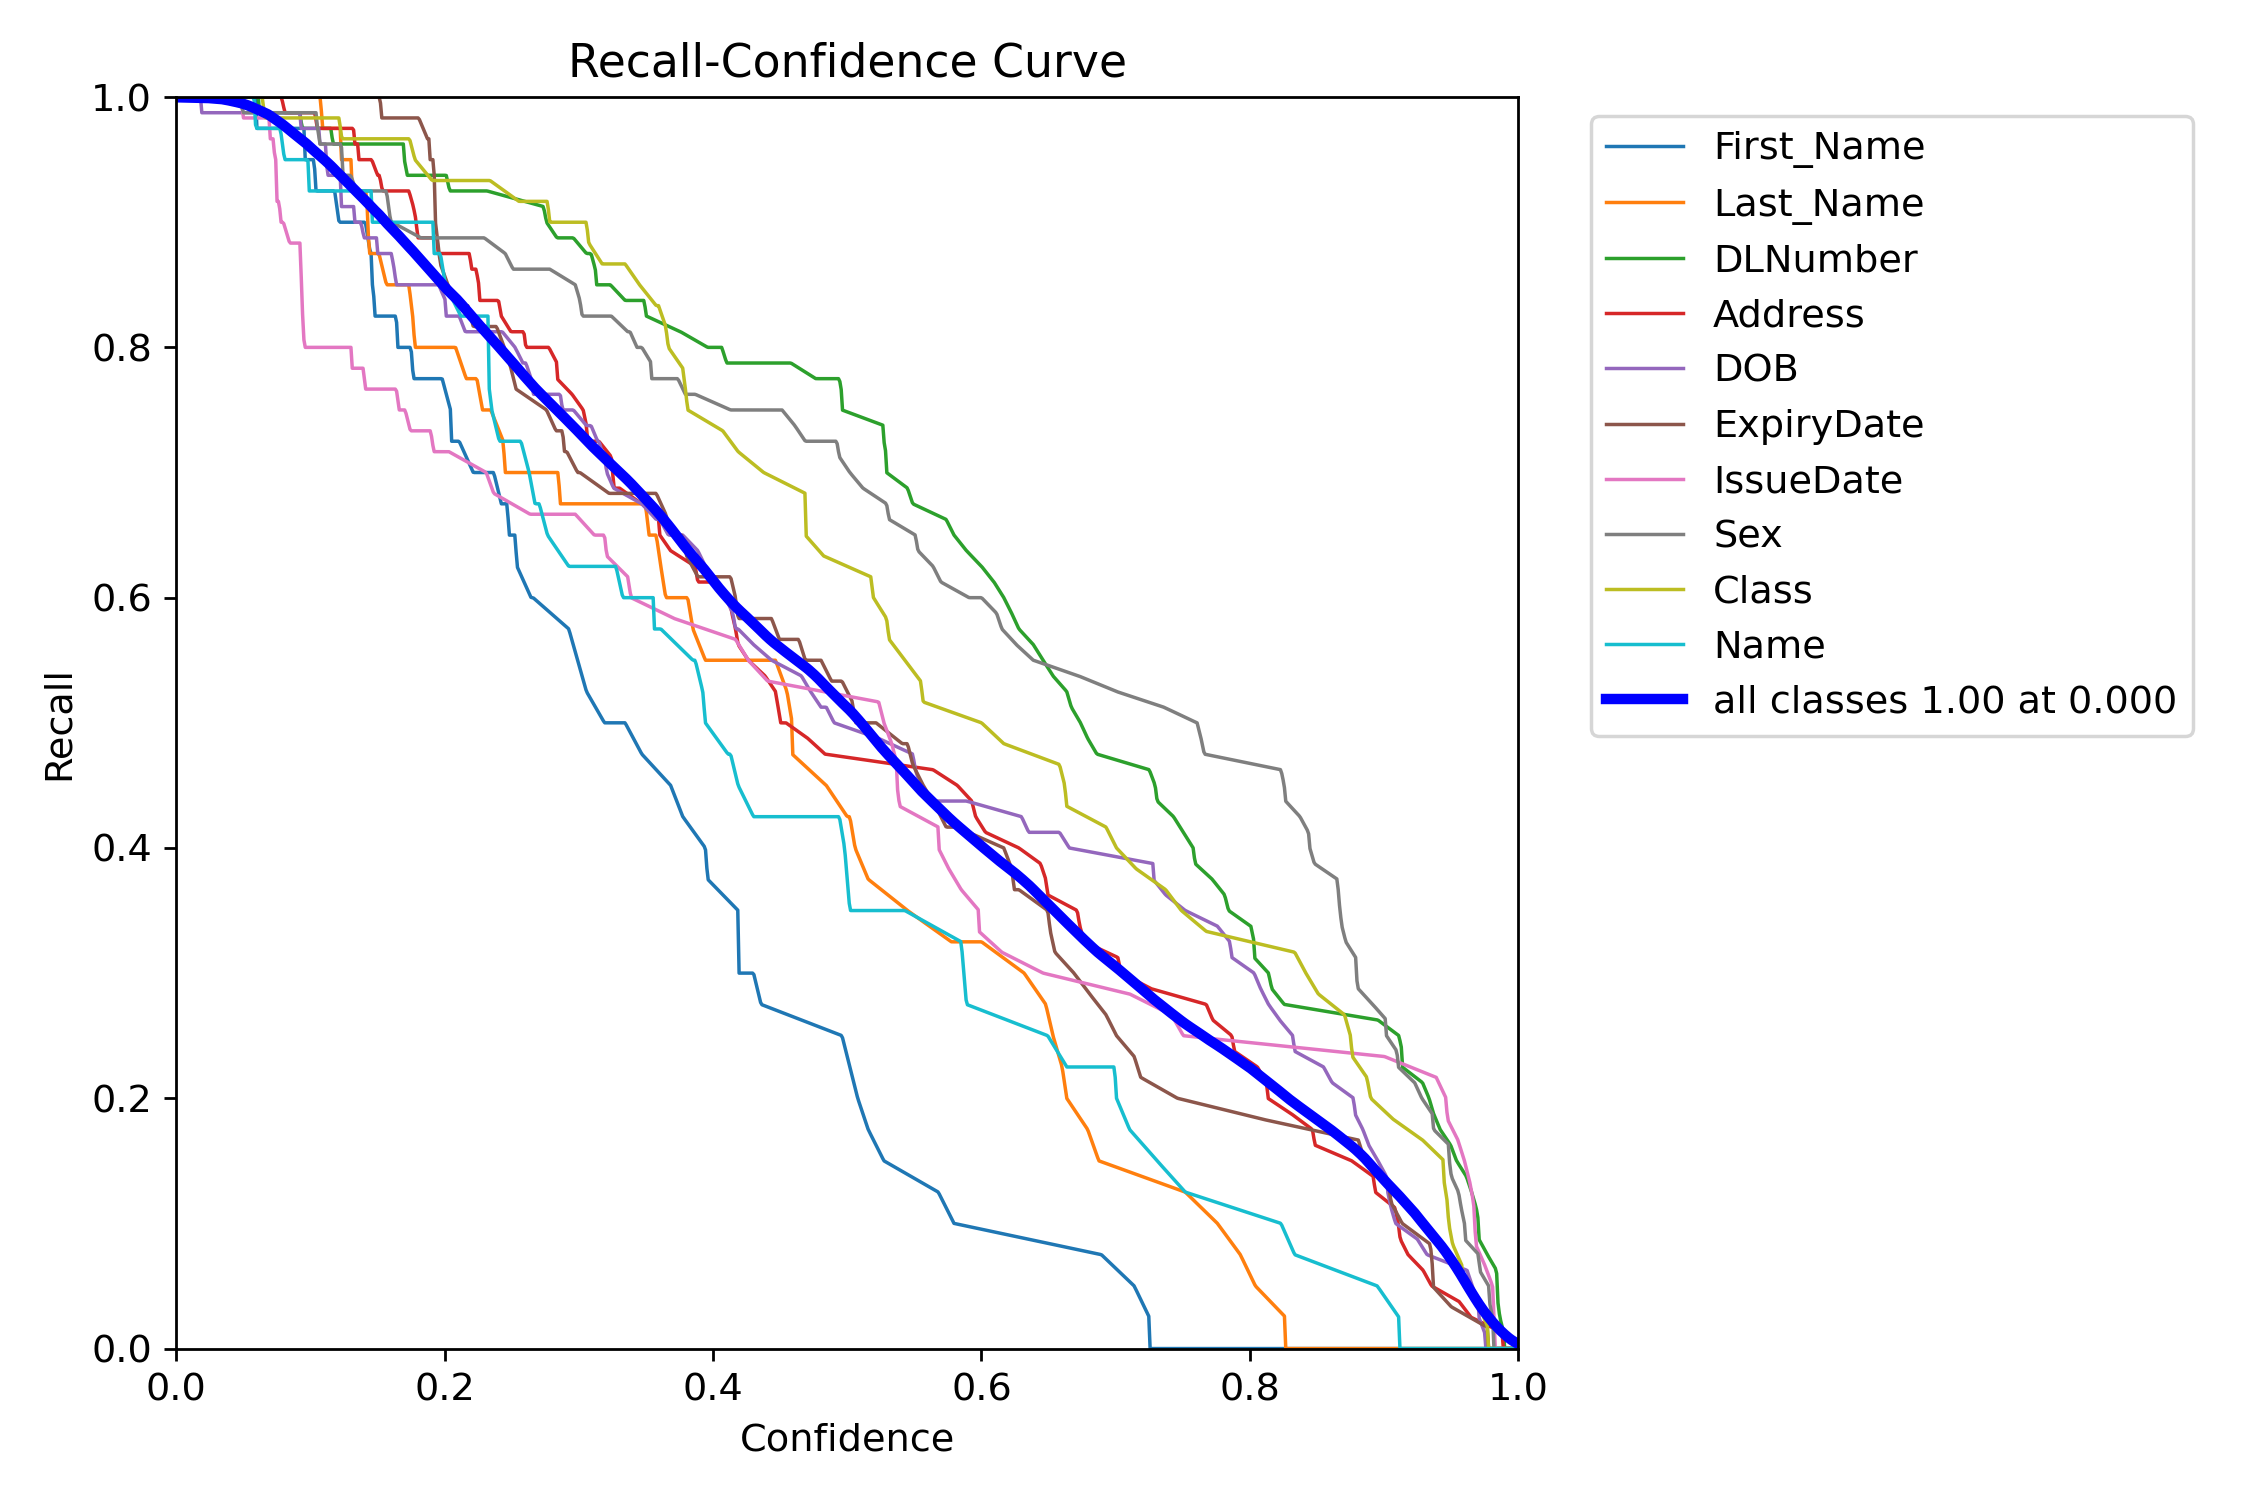 Recall-Confidence Curve
1.0
0.8
0.6
0.4
0.2
0.0
Recall
0.0 0.2 0.4 0.6 0.8 1.0
Confidence
First_Name
Last_Name
DLNumber
Address
DOB
ExpiryDate
IssueDate
Sex
Class
Name
all classes 1.00 at 0.000